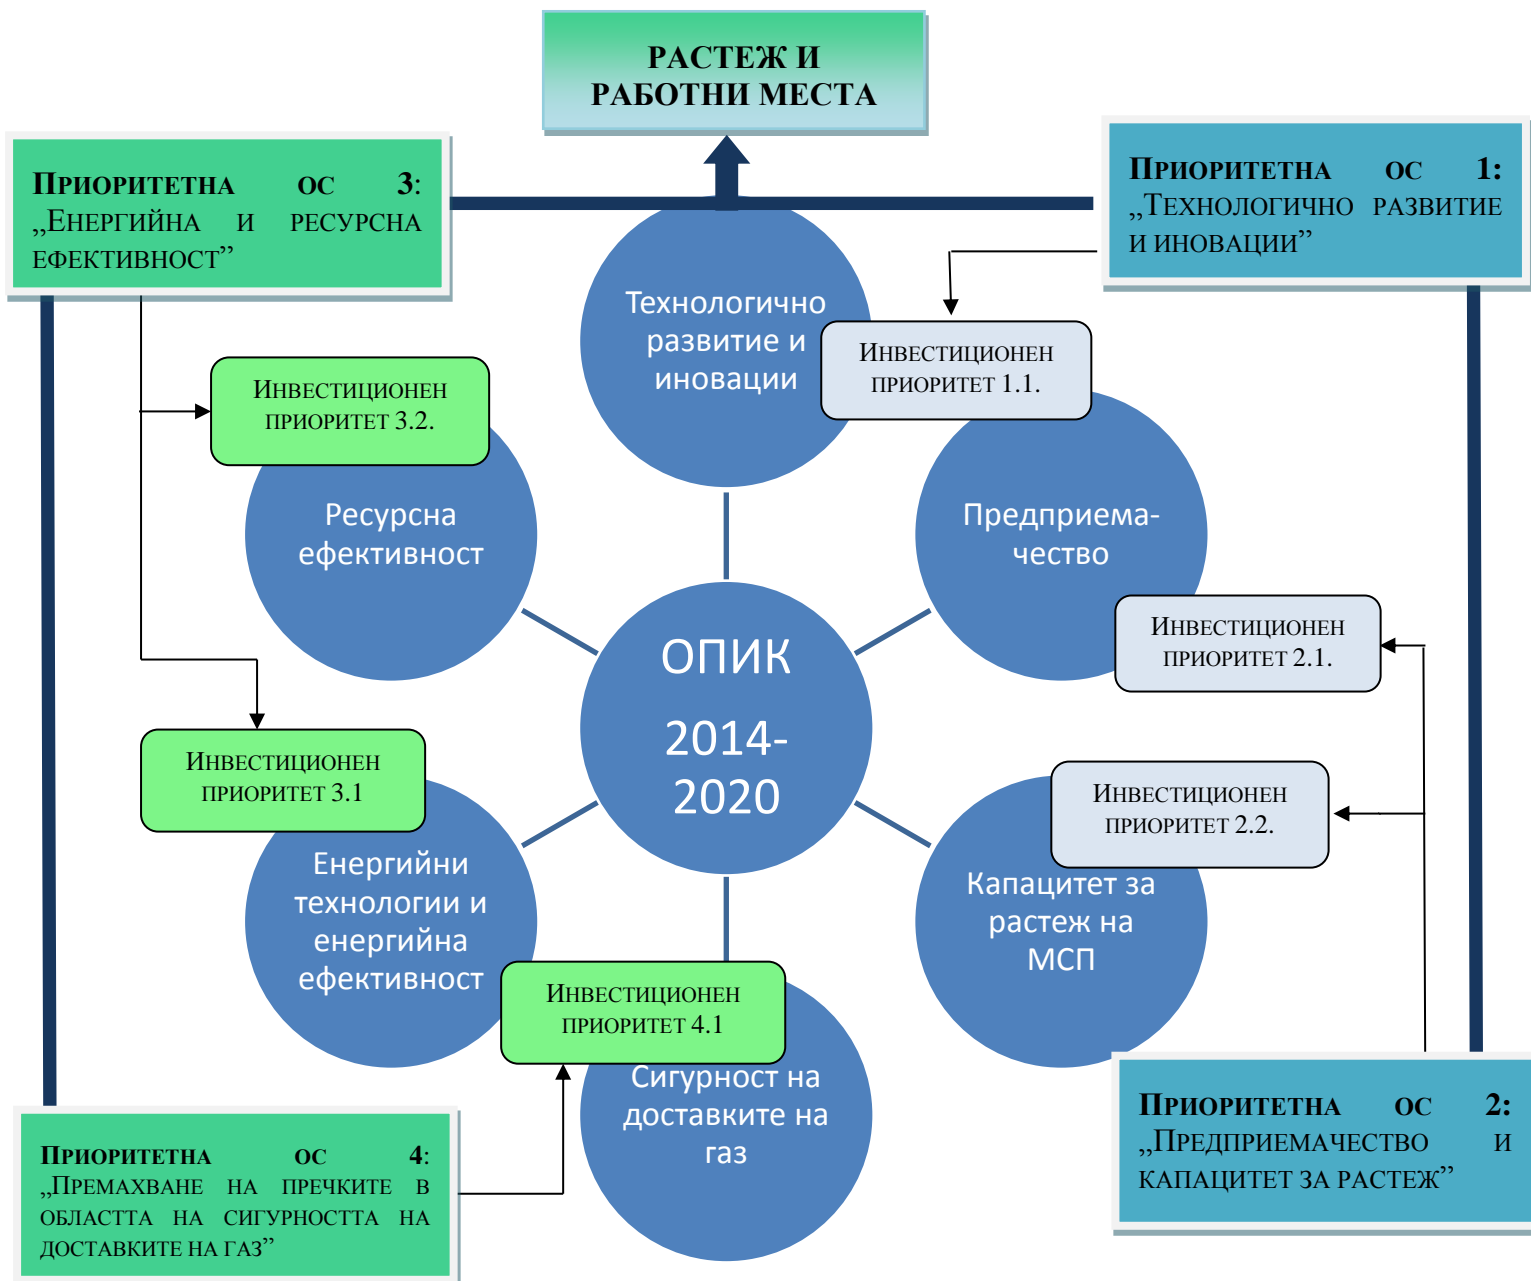 РАСТЕЖ И
РАБОТНИ МЕСТА
ПРИОРИТЕТНА ОС 3:
„ЕНЕРГИЙНА И РЕСУРСНА
ЕФЕКТИВНОСТ”
ПРИОРИТЕТНА ОС 1:
„ТЕХНОЛОГИЧНО РАЗВИТИЕ
И ИНОВАЦИИ”
Технологично
развитие и
иновации
ИНВЕСТИЦИОНЕН
ПРИОРИТЕТ 1.1.
ИНВЕСТИЦИОНЕН
ПРИОРИТЕТ 3.2.
Ресурсна
ефективност
Предприема-
чество
ИНВЕСТИЦИОНЕН
ПРИОРИТЕТ 2.1.
ОПИК
2014-
2020
ИНВЕСТИЦИОНЕН
ПРИОРИТЕТ 3.1
ИНВЕСТИЦИОНЕН
ПРИОРИТЕТ 2.2.
Енергийни
технологии и
енергийна
ефективност
Капацитет за
растеж на
МСП
ИНВЕСТИЦИОНЕН
ПРИОРИТЕТ 4.1
Сигурност на
доставките на
газ
ПРИОРИТЕТНА ОС 4:
„ПРЕМАХВАНЕ НА ПРЕЧКИТЕ В
ОБЛАСТТА НА СИГУРНОСТТА НА
ДОСТАВКИТЕ НА ГАЗ”
ПРИОРИТЕТНА ОС 2:
„ПРЕДПРИЕМАЧЕСТВО И
КАПАЦИТЕТ ЗА РАСТЕЖ”